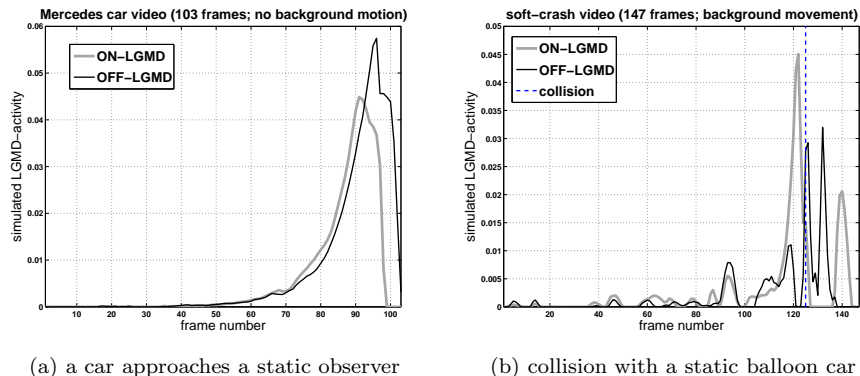 Mercedes car video (103 frames; no background motion)
0.06
0.05
0.04
0.03
0.02
0.01
0
simulated LGMD−activity
ON−LGMD
OFF−LGMD
10 20 30 40 50 60 70 80 90 100
frame number
(a) a car approaches a static observer
soft−crash video (147 frames; background movement)
0.05
0.045
0.04
0.035
0.03
0.025
0.02
0.015
0.01
0.005
0
simulated LGMD−activity
ON−LGMD
OFF−LGMD
collision
20 40 60 80 100 120 140
frame number
(b) collision with a static balloon car